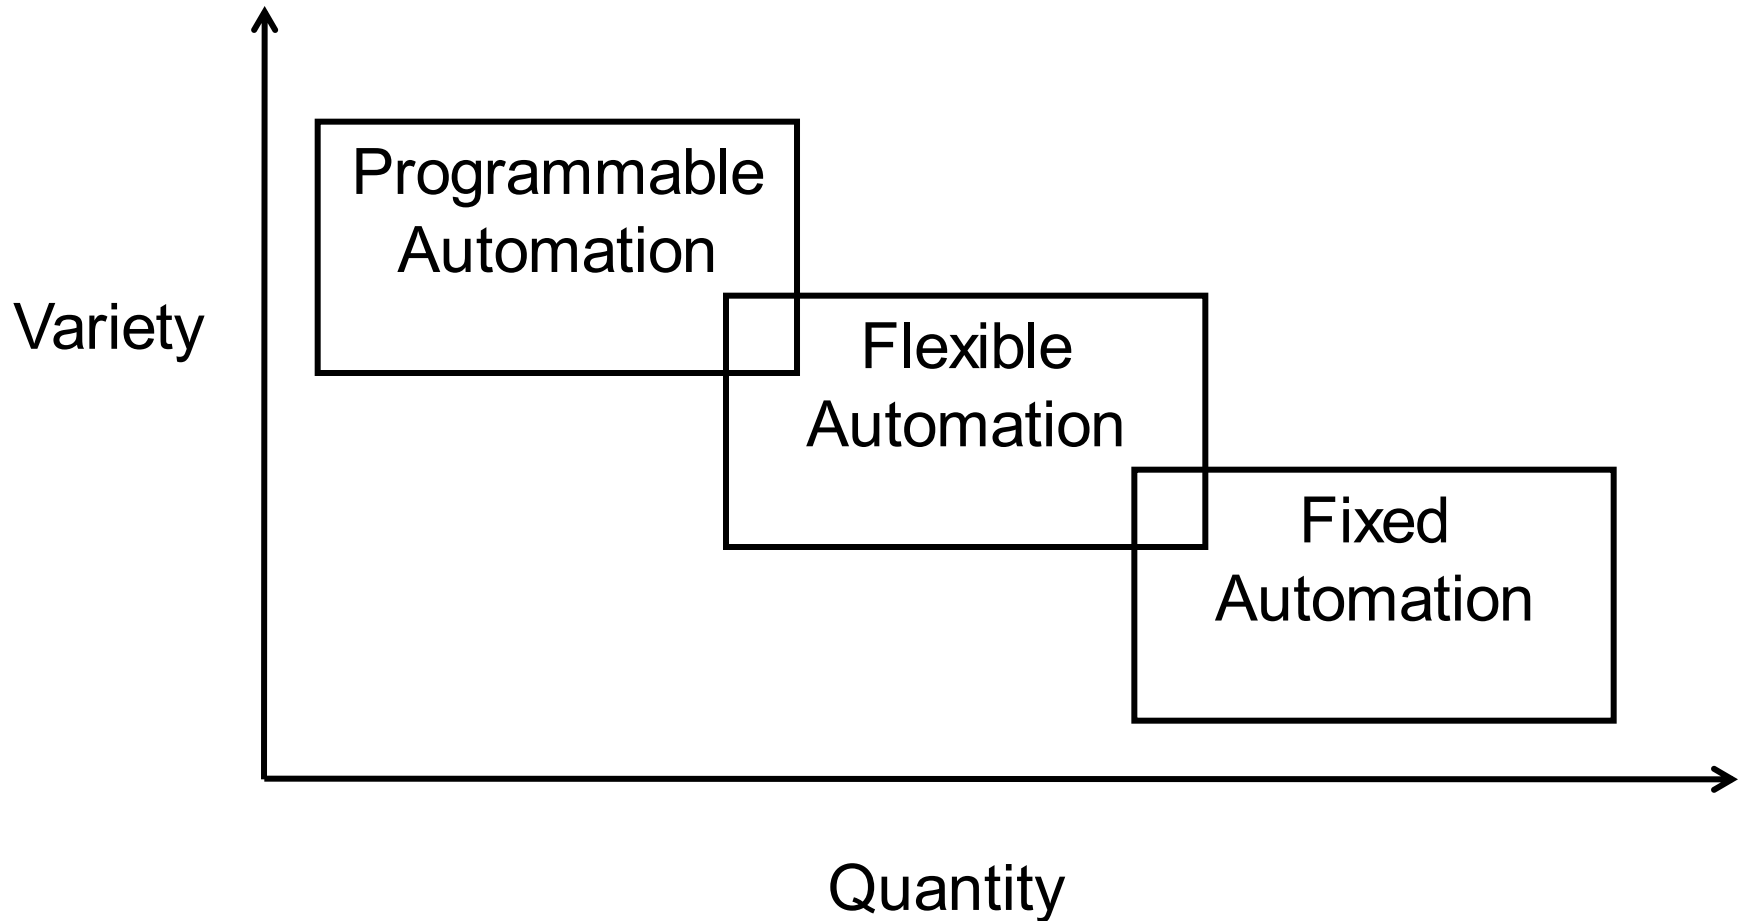 Programmable
Automation
Variety
Flexible
Automation
Fixed
Automation
Quantity